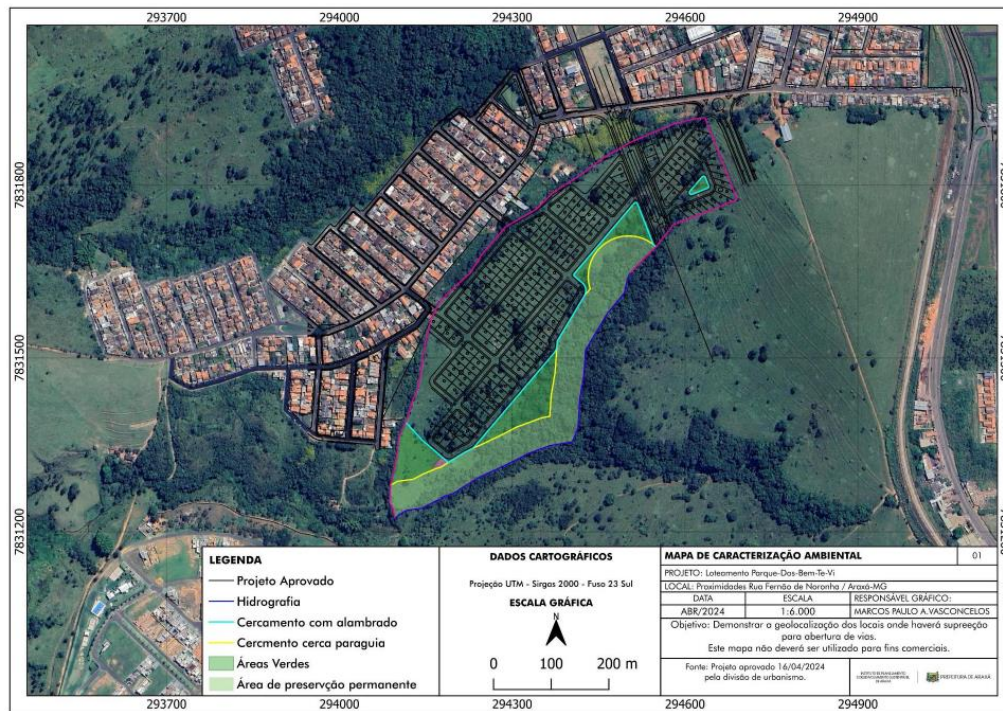 293700 294000 294300 294600 294900
7831800 7831800
7831500 7831500
7831200 7831200
LEGENDA
Projeto Aprovado
Hidrografia
Cercamento com alambrado
Cercmento cerca paraguia
Áreas Verdes
Área de preservção permanente
DADOS CARTOGRÁFICOS
Projeção UTM - Sirgas 2000 - Fuso 23 Sul
ESCALA GRÁFICA
N
0 100 200 m
MAPA DE CARACTERIZAÇÃO AMBIENTAL 01
PROJETO: Loteamento Parque-Dos-Bem-Te-Vi
LOCAL: Proximidades Rua Fernão de Noronha / Araxá-MG
DATA ESCALA RESPONSÁVEL GRÁFICO:
ABR/2024 1:6.000 MARCOS PAULO A.VASCONCELOS
Objetivo: Demonstrar a geolocalização dos locais onde haverá supreeção
para abertura de vias.
Este mapa não deverá ser utilizado para fins comerciais.
Fonte: Projeto aprovado 16/04/2024
pela divisão de urbanismo.
PREFEITURA DE ARAXÁ
293700 294000 294300 294600 294900